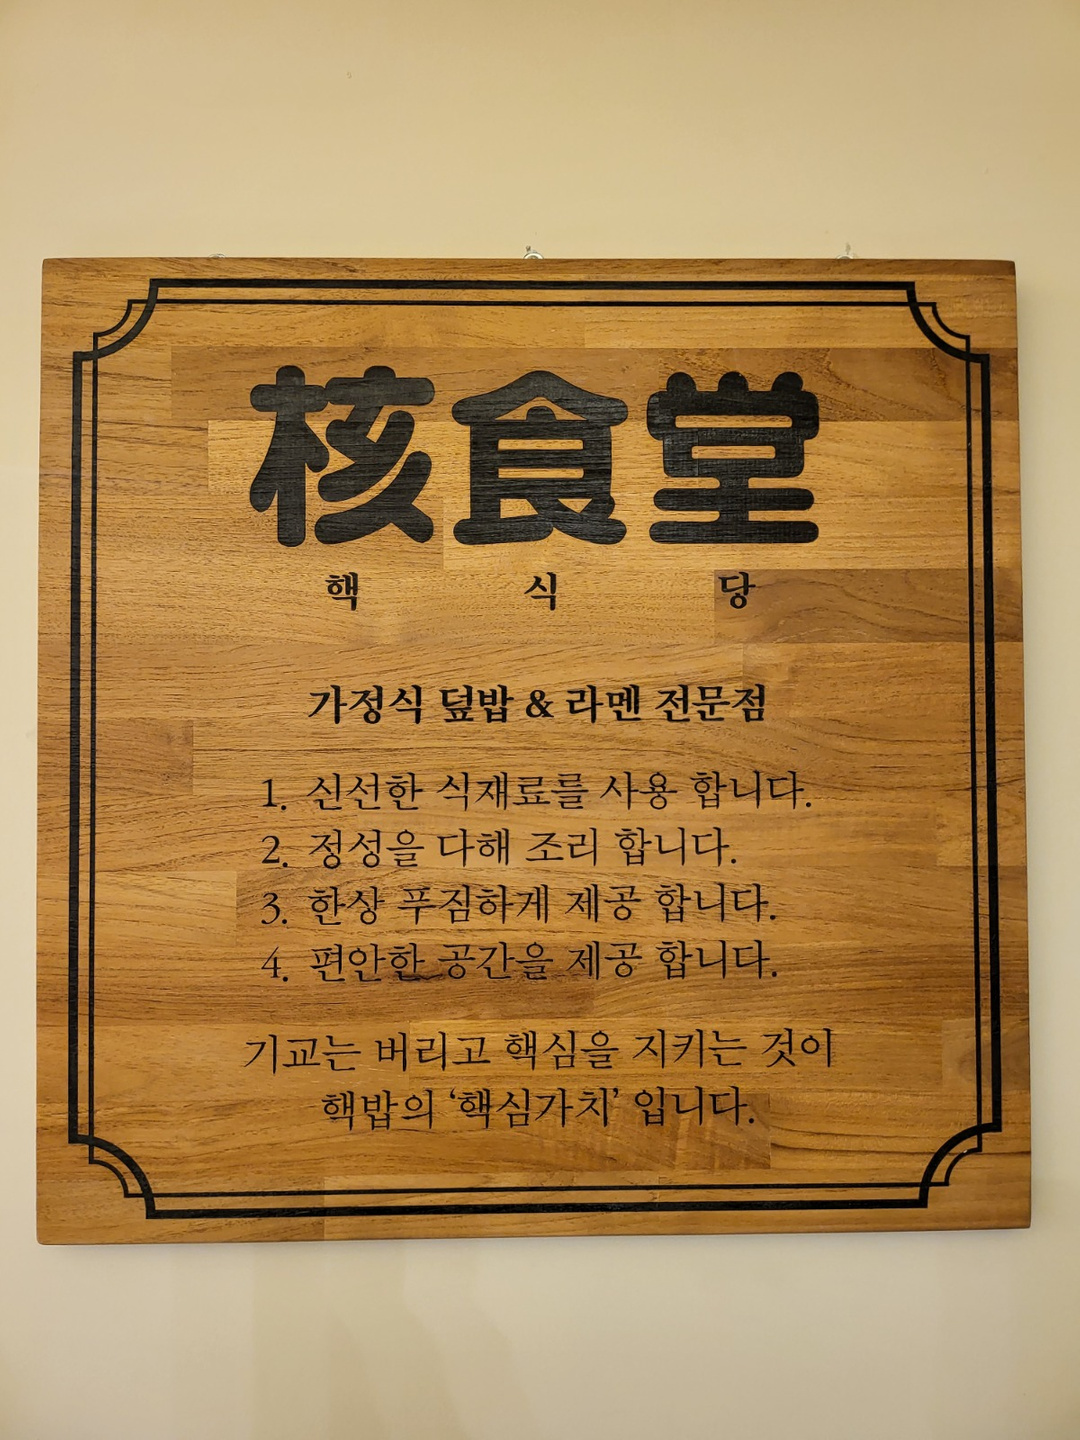 核食堂
핵 식 당
가정식 덮밥 & 라멘 전문점
1. 신선한 식재료를 사용 합니다.
2. 정성을 다해 조리 합니다.
3. 한상 푸짐하게 제공 합니다.
4. 편안한 공간을 제공 합니다.
기교는 버리고 핵심을 지키는 것이
핵밥의 ‘핵심가치’ 입니다.